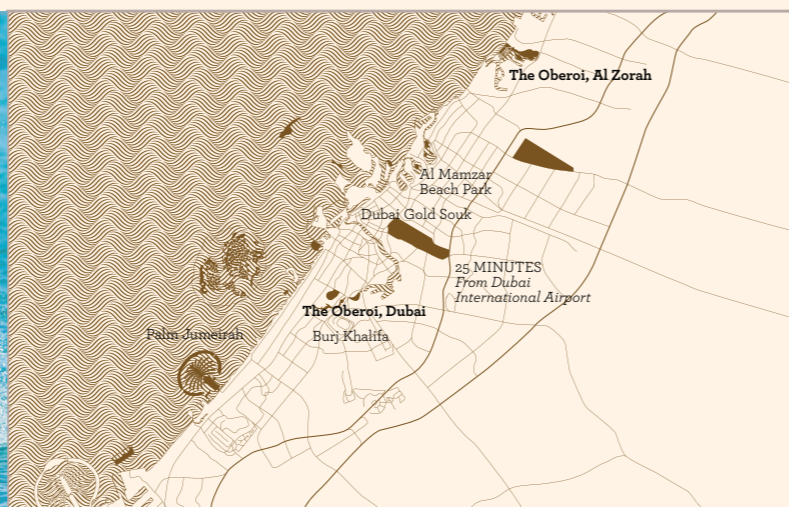 The Oberoi, Al Zorah
Al Mamzar
Beach Park
Dubai Gold Souk
25 MINUTES
From Dubai
International Airport
The Oberoi, Dubai
Burj Khalifa
Palm Jumeirah